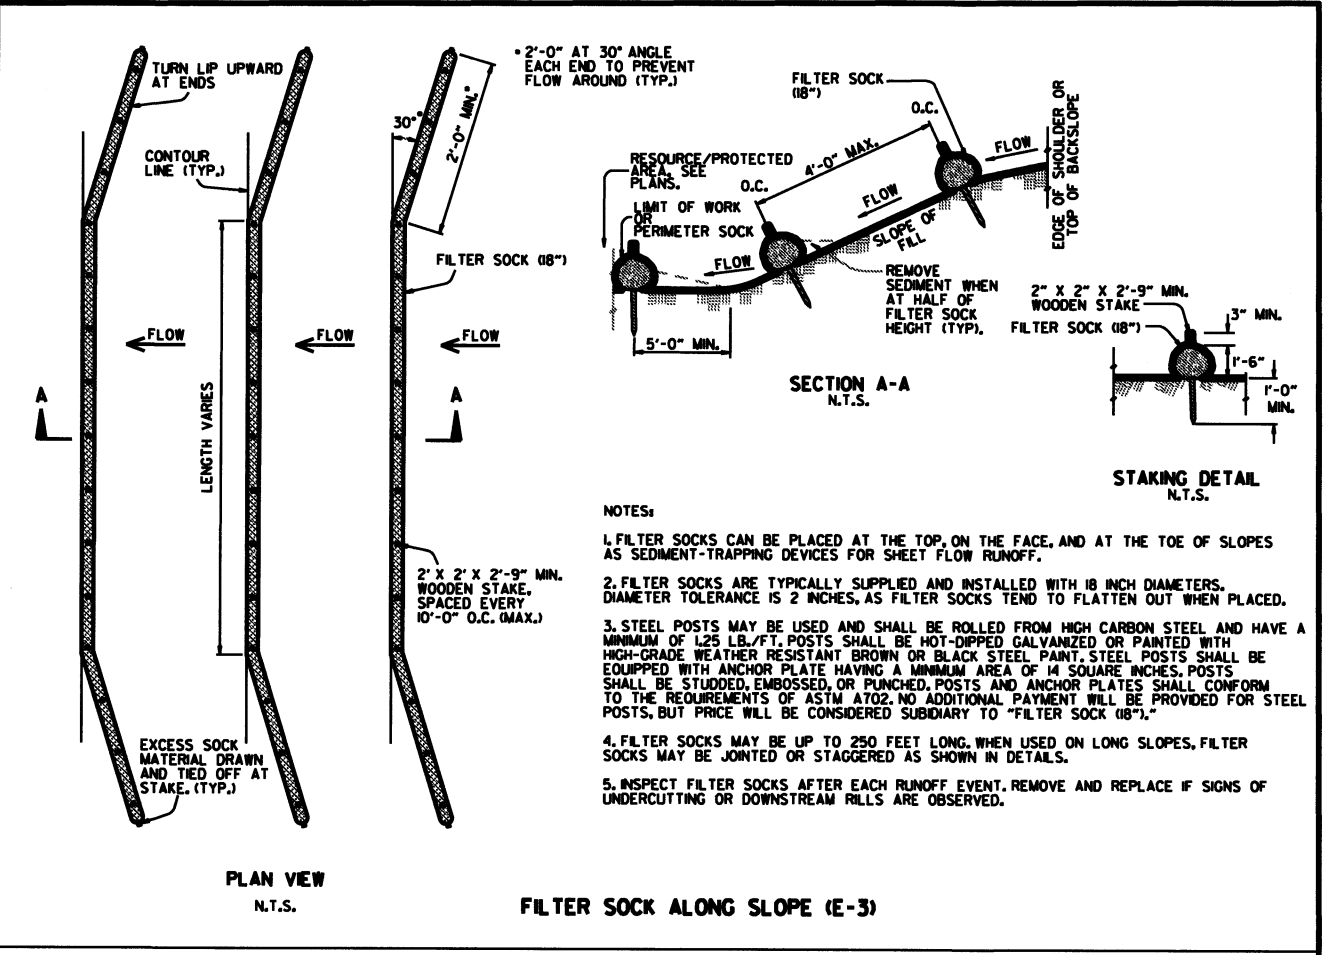 TURN LIP UPWARD
AT ENDS
CONTOUR
LINE (TYP.)
30°*
2'-0" MIN.*
* 2'-0" AT 30° ANGLE
EACH END TO PREVENT
FLOW AROUND (TYP.)
FILTER SOCK (18")
FLOW
FLOW
FLOW
A
A
LENGTH VARIES
2' X 2' X 2'-9" MIN.
WOODEN STAKE,
SPACED EVERY
10'-0" O.C. (MAX.)
EXCESS SOCK
MATERIAL DRAWN
AND TIED OFF AT
STAKE. (TYP.)
PLAN VIEW
N.T.S.
FILTER SOCK
(18")
O.C.
4'-0" MAX.
O.C.
FLOW
EDGE OF SHOULDER OR
TOP OF BACKSLOPE
RESOURCE/PROTECTED
AREA. SEE
PLANS.
LIMIT OF WORK
OR
PERIMETER SOCK
FLOW
FLOW
SLOPE OF
FILL
REMOVE
SEDIMENT WHEN
AT HALF OF
FILTER SOCK
HEIGHT (TYP).
5'-0" MIN.
SECTION A-A
N.T.S.
2" X 2" X 2'-9" MIN.
WOODEN STAKE
FILTER SOCK (18")
3" MIN.
1'-6"
1'-0"
MIN.
STAKING DETAIL
N.T.S.
NOTES:
1. FILTER SOCKS CAN BE PLACED AT THE TOP, ON THE FACE, AND AT THE TOE OF SLOPES
AS SEDIMENT-TRAPPING DEVICES FOR SHEET FLOW RUNOFF.
2. FILTER SOCKS ARE TYPICALLY SUPPLIED AND INSTALLED WITH 18 INCH DIAMETERS.
DIAMETER TOLERANCE IS 2 INCHES, AS FILTER SOCKS TEND TO FLATTEN OUT WHEN PLACED.
3. STEEL POSTS MAY BE USED AND SHALL BE ROLLED FROM HIGH CARBON STEEL AND HAVE A
MINIMUM OF 1.25 LB./FT. POSTS SHALL BE HOT-DIPPED GALVANIZED OR PAINTED WITH
HIGH-GRADE WEATHER RESISTANT BROWN OR BLACK STEEL PAINT. STEEL POSTS SHALL BE
EQUIPPED WITH ANCHOR PLATE HAVING A MINIMUM AREA OF 14 SQUARE INCHES. POSTS
SHALL BE STUDDED, EMBOSSED, OR PUNCHED. POSTS AND ANCHOR PLATES SHALL CONFORM
TO THE REQUIREMENTS OF ASTM A702. NO ADDITIONAL PAYMENT WILL BE PROVIDED FOR STEEL
POSTS, BUT PRICE WILL BE CONSIDERED SUBIDIARY TO "FILTER SOCK (18")."
4. FILTER SOCKS MAY BE UP TO 250 FEET LONG. WHEN USED ON LONG SLOPES, FILTER
SOCKS MAY BE JOINTED OR STAGGERED AS SHOWN IN DETAILS.
5. INSPECT FILTER SOCKS AFTER EACH RUNOFF EVENT. REMOVE AND REPLACE IF SIGNS OF
UNDERCUTTING OR DOWNSTREAM RILLS ARE OBSERVED.
FILTER SOCK ALONG SLOPE (E-3)